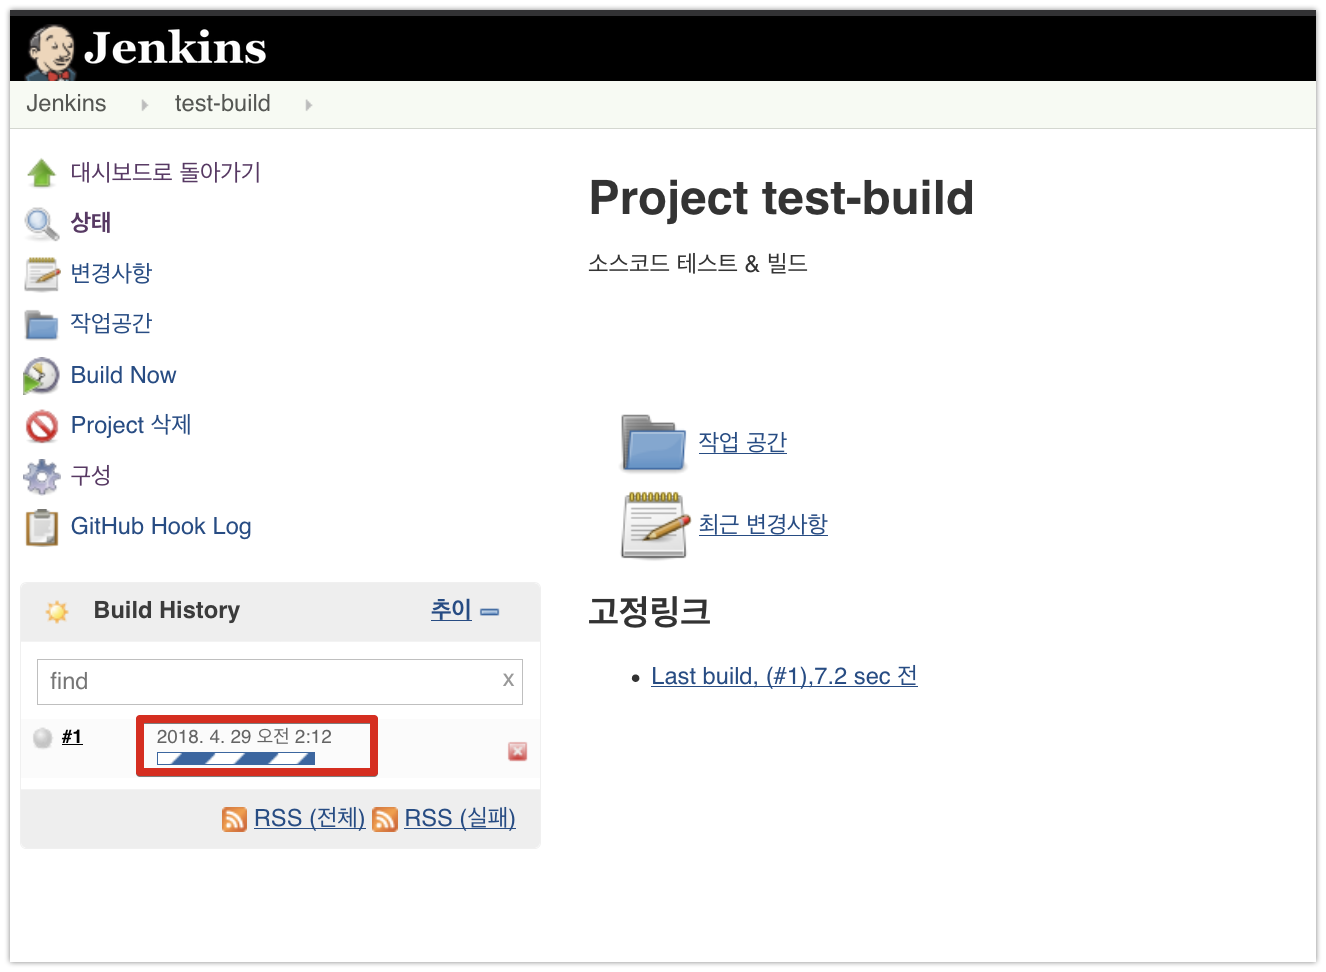 Jenkins
Jenkins test-build
대시보드로 돌아가기
상태
변경사항
작업공간
Build Now
Project 삭제
구성
GitHub Hook Log
Build History 추이
find x
#1 2018. 4. 29 오전 2:12
RSS (전체) RSS (실패)
Project test-build
소스코드 테스트 & 빌드
작업 공간
최근 변경사항
고정링크
• Last build, (#1),7.2 sec 전